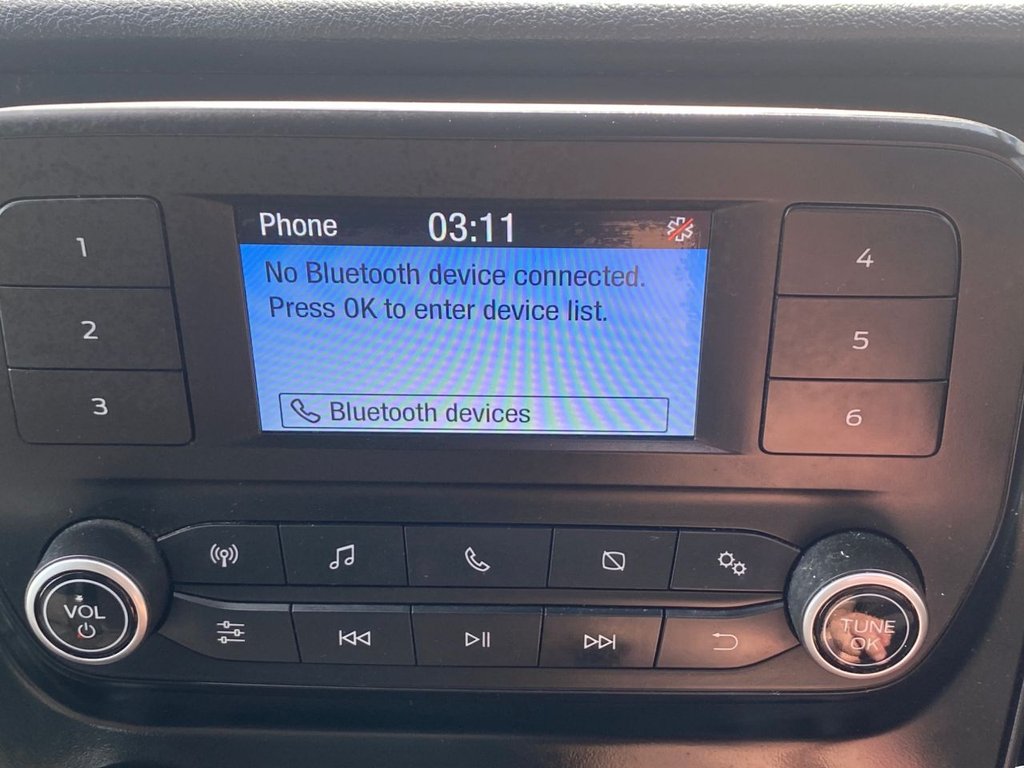 Phone 03:11
No Bluetooth device connected.
Press OK to enter device list.
Bluetooth devices
1
2
3
4
5
6
VOL
TUNE
OK